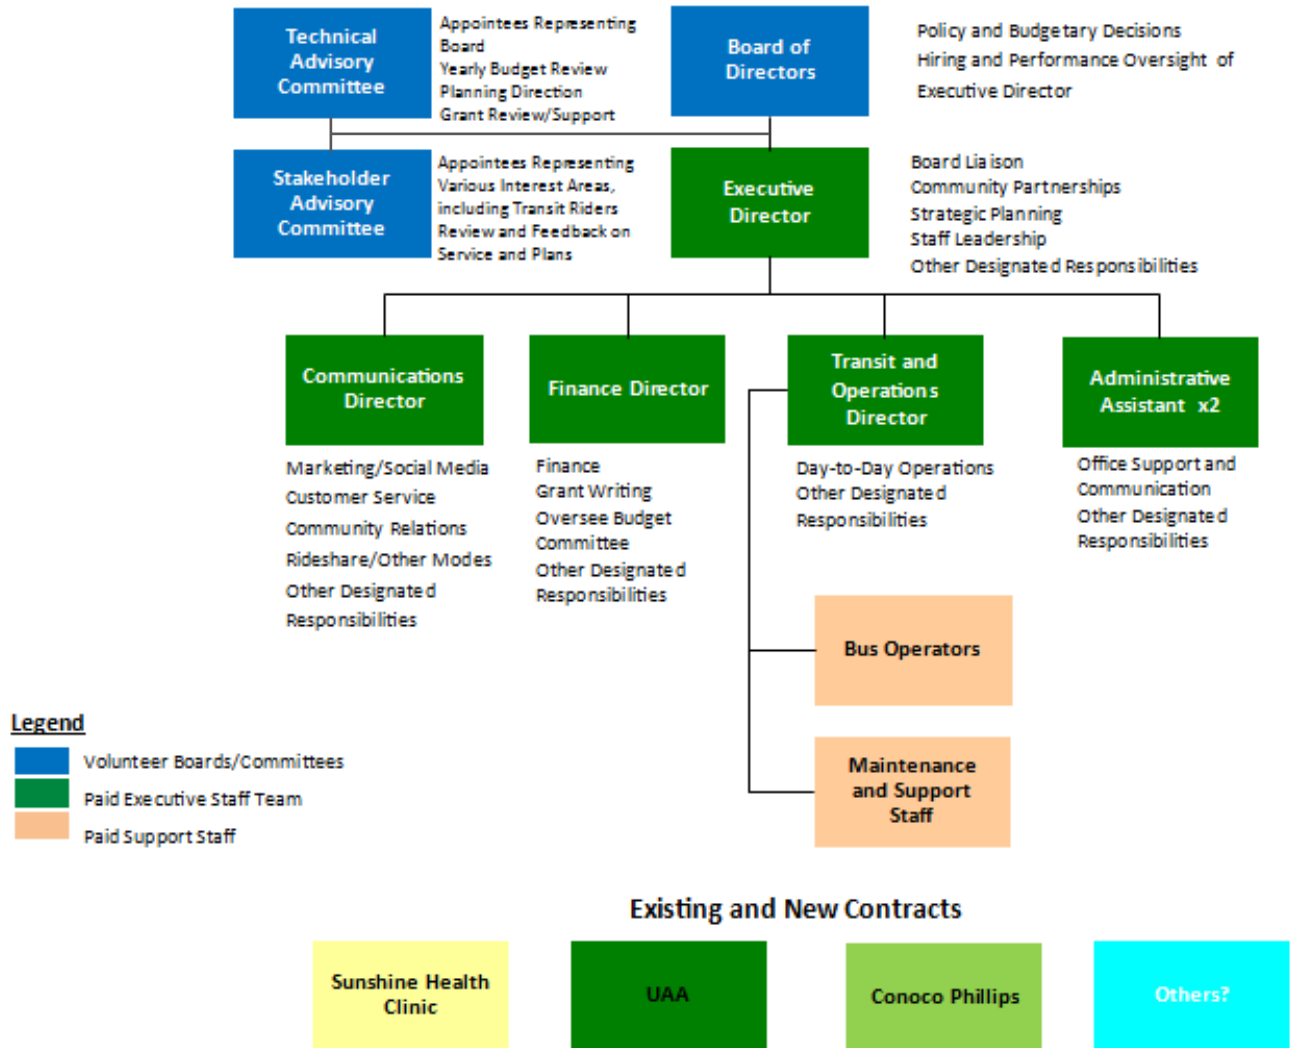 Technical
Advisory
Committee
Appointees Representing
Board
Yearly Budget Review
Planning Direction
Grant Review/Support
Board of
Directors
Policy and Budgetary Decisions
Hiring and Performance Oversight of
Executive Director
Stakeholder
Advisory
Committee
Appointees Representing
Various Interest Areas,
including Transit Riders
Review and Feedback on
Service and Plans
Executive
Director
Board Liaison
Community Partnerships
Strategic Planning
Staff Leadership
Other Designated Responsibilities
Communications
Director
Marketing/Social Media
Customer Service
Community Relations
Rideshare/Other Modes
Other Designated
Responsibilities
Finance Director
Finance
Grant Writing
Oversee Budget
Committee
Other Designated
Responsibilities
Transit and
Operations
Director
Day-to-Day Operations
Other Designated
Responsibilities
Administrative
Assistant x2
Office Support and
Communication
Other Designated
Responsibilities
Bus Operators
Maintenance
and Support
Staff
Legend
Volunteer Boards/Committees
Paid Executive Staff Team
Paid Support Staff
Existing and New Contracts
Sunshine Health
Clinic
UAA
Conoco Phillips
Others?